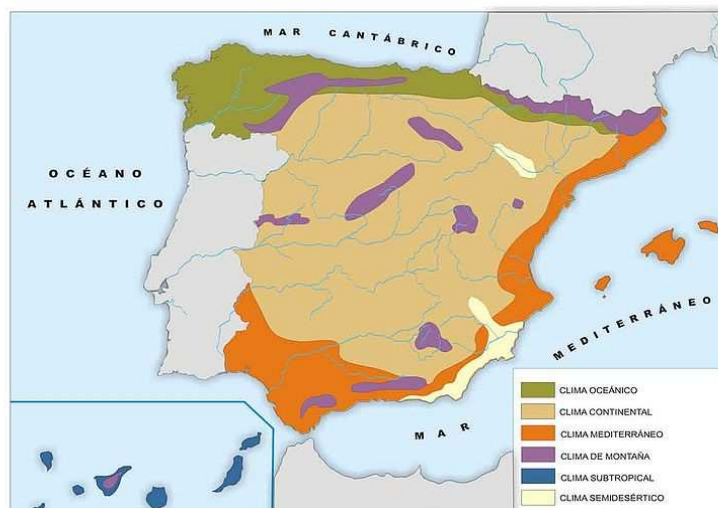 MAR CANTÁBRICO
OCÉANO
ATLÁNTICO
MEDITERRÁNEO
MAR
CLIMA OCEÁNICO
CLIMA CONTINENTAL
CLIMA MEDITERRÁNEO
CLIMA DE MONTAÑA
CLIMA SUBTROPICAL
CLIMA SEMIDESÉRTICO